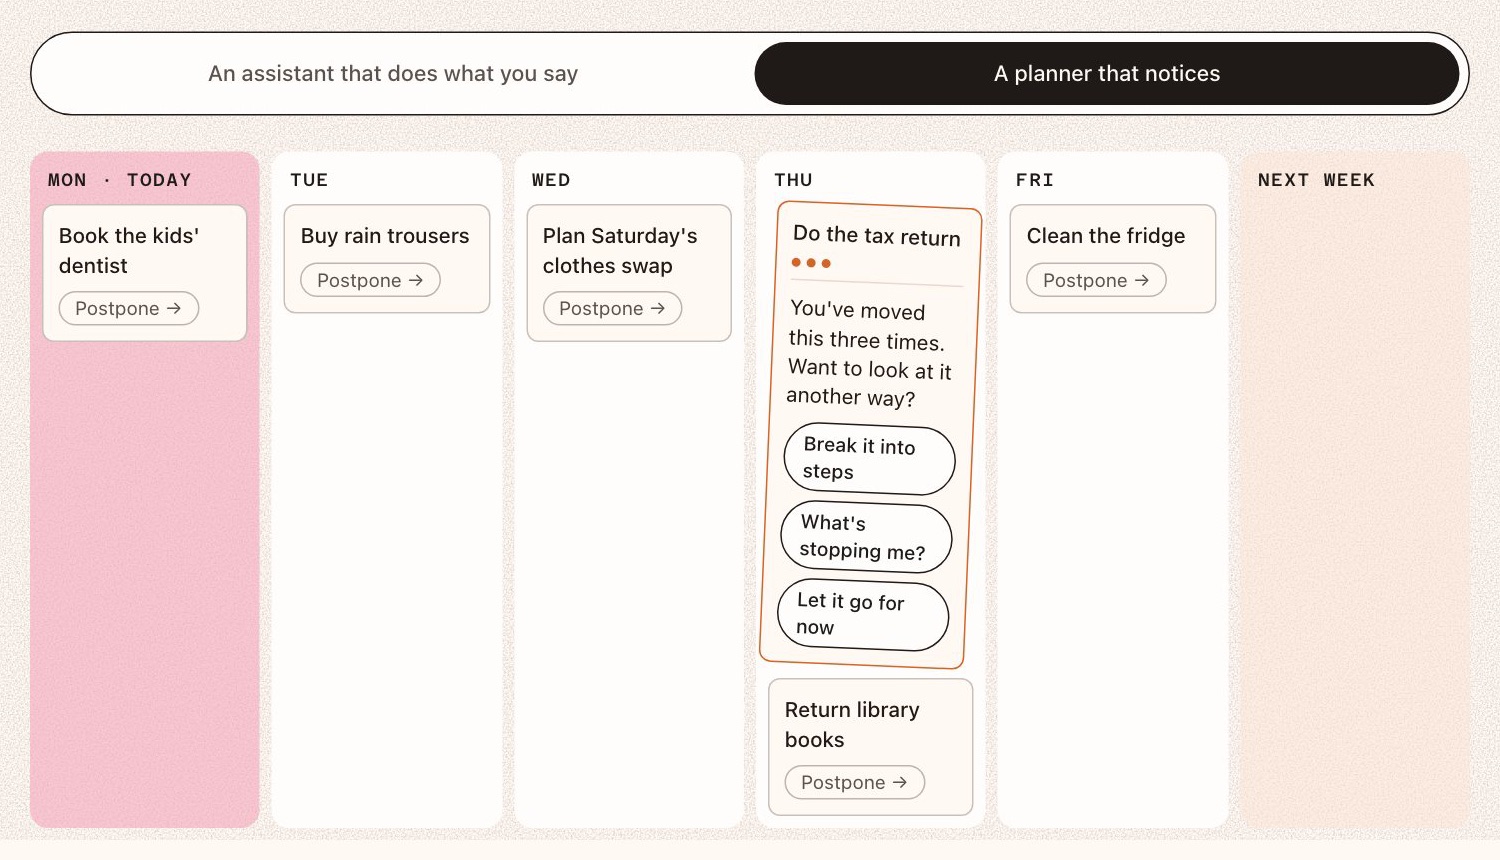 An assistant that does what you say
A planner that notices
MON · TODAY
Book the kids'
dentist
Postpone →
TUE
Buy rain trousers
Postpone →
WED
Plan Saturday's
clothes swap
Postpone →
THU
Do the tax return
You've moved
this three times.
Want to look at it
another way?
Break it into
steps
What's
stopping me?
Let it go for
now
Return library
books
Postpone →
FRI
Clean the fridge
Postpone →
NEXT WEEK